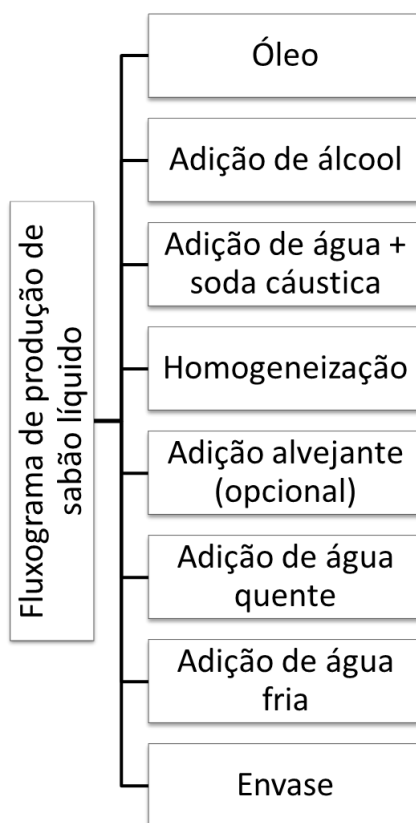 Fluxograma de produção de
sabão líquido
Óleo
Adição de álcool
Adição de água +
soda cáustica
Homogeneização
Adição alvejante
(opcional)
Adição de água
quente
Adição de água
fria
Envase